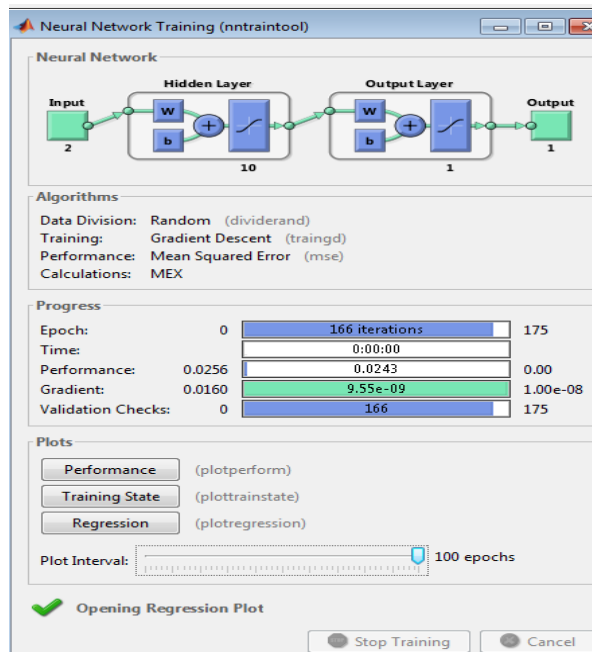 Neural Network Training (nntraintool)
Neural Network
Hidden Layer
Output Layer
Input
W
b
+
W
b
+
Output
2
10
1
1
Algorithms
Data Division: Random (dividerand)
Training: Gradient Descent (traingd)
Performance: Mean Squared Error (mse)
Calculations: MEX
Progress
Epoch: 0 166 iterations 175
Time: 0:00:00
Performance: 0.0256 0.0243 0.00
Gradient: 0.0160 9.55e-09 1.00e-08
Validation Checks: 0 166 175
Plots
Performance (plotperform)
Training State (plottrainstate)
Regression (plotregression)
Plot Interval: 100 epochs
Opening Regression Plot
Stop Training Cancel